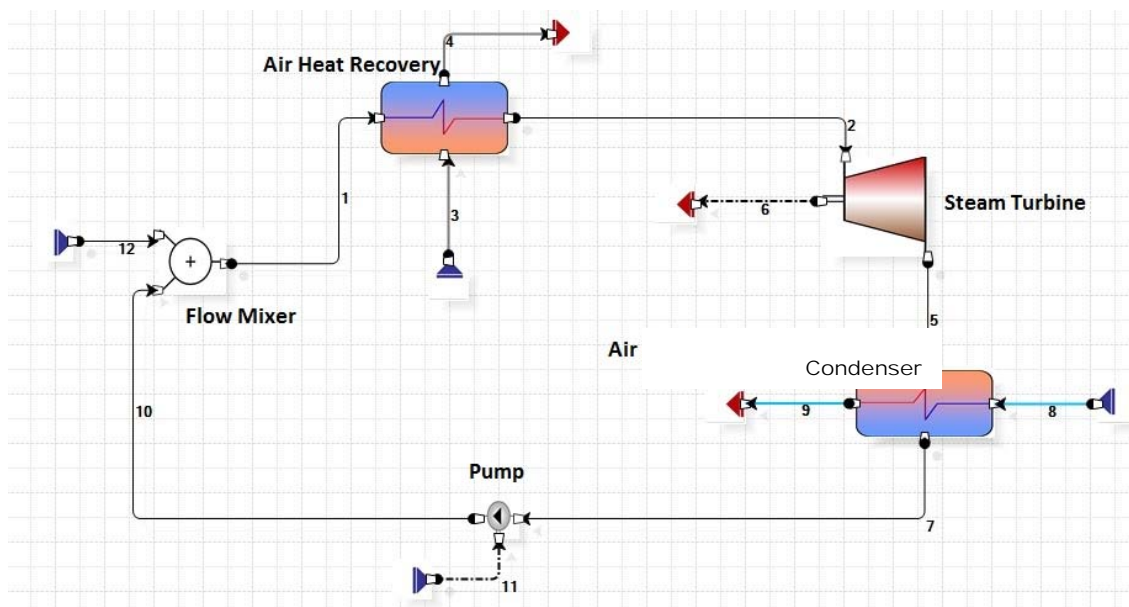 4
Air Heat Recovery
2
1
3
6
Steam Turbine
12
+
Flow Mixer
5
Air
Condenser
10
9
8
Pump
7
11